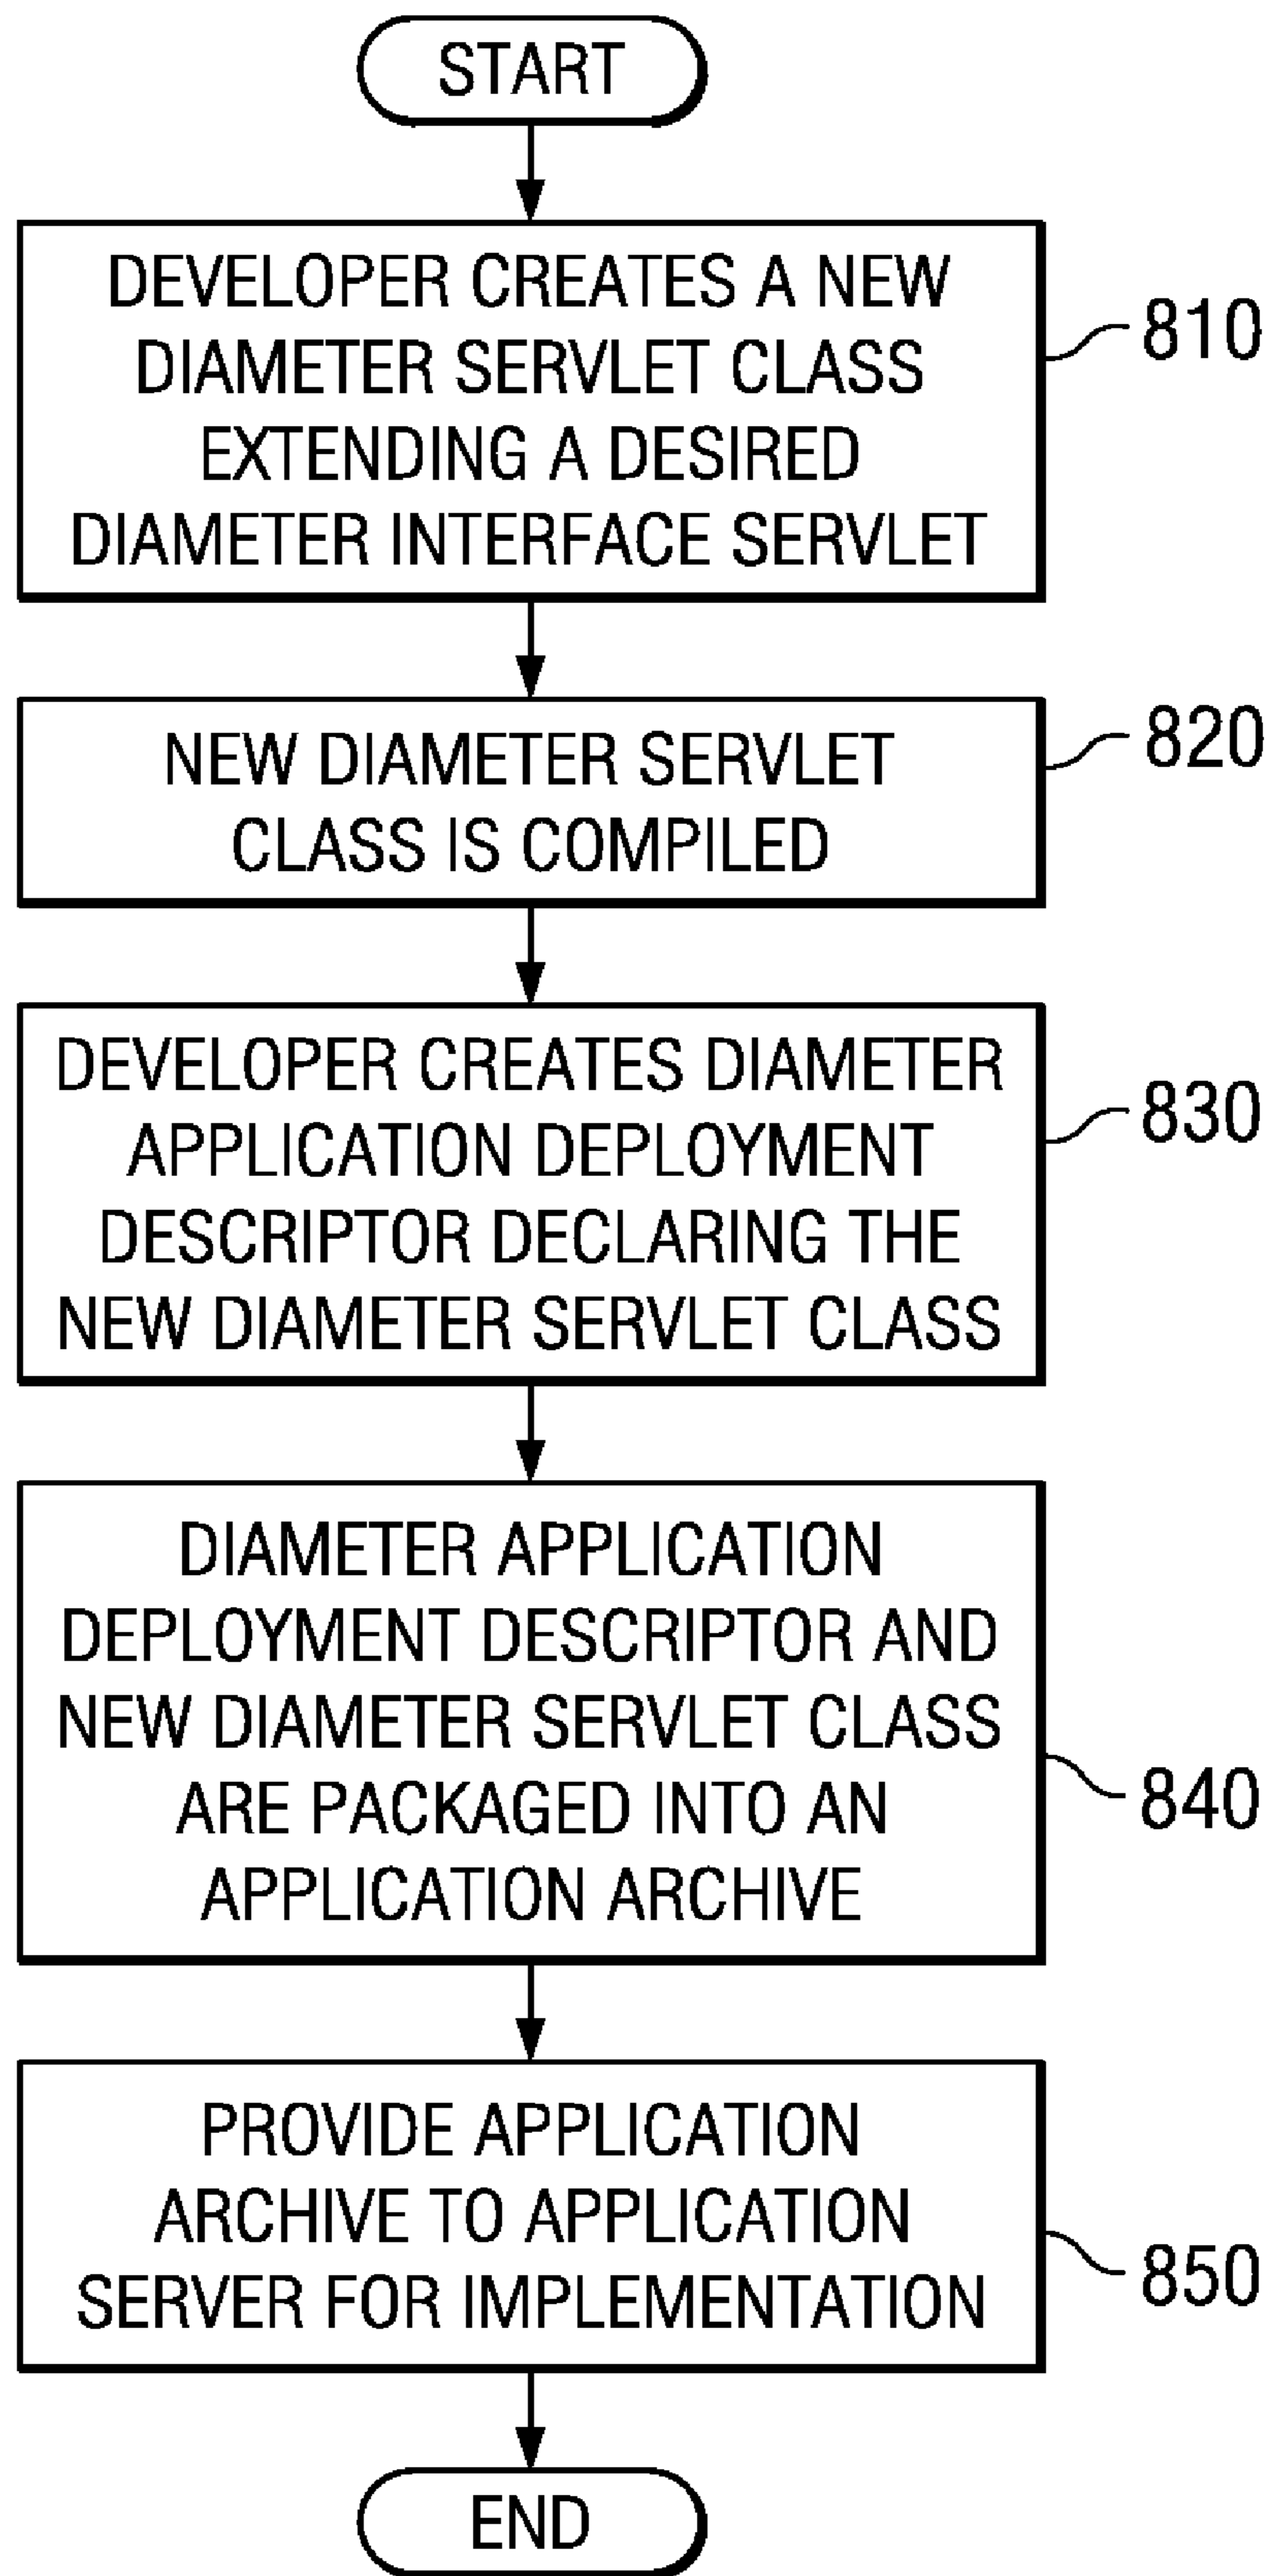 START
DEVELOPER CREATES A NEW
DIAMETER SERVLET CLASS
EXTENDING A DESIRED
DIAMETER INTERFACE SERVLET
810
NEW DIAMETER SERVLET
CLASS IS COMPILED
820
DEVELOPER CREATES DIAMETER
APPLICATION DEPLOYMENT
DESCRIPTOR DECLARING THE
NEW DIAMETER SERVLET CLASS
830
DIAMETER APPLICATION
DEPLOYMENT DESCRIPTOR AND
NEW DIAMETER SERVLET CLASS
ARE PACKAGED INTO AN
APPLICATION ARCHIVE
840
PROVIDE APPLICATION
ARCHIVE TO APPLICATION
SERVER FOR IMPLEMENTATION
850
END